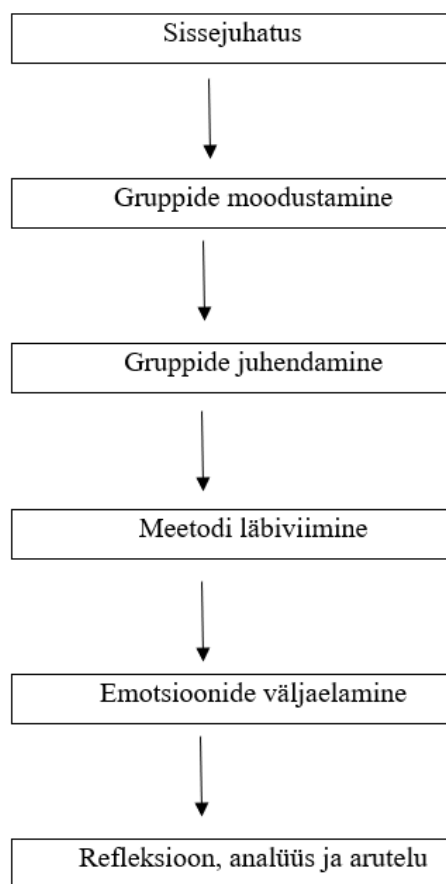 Sissejuhatus
Gruppide moodustamine
Gruppide juhendamine
Meetodi läbiviimine
Emotsioonide väljaelamine
Refleksioon, analüüs ja arutelu